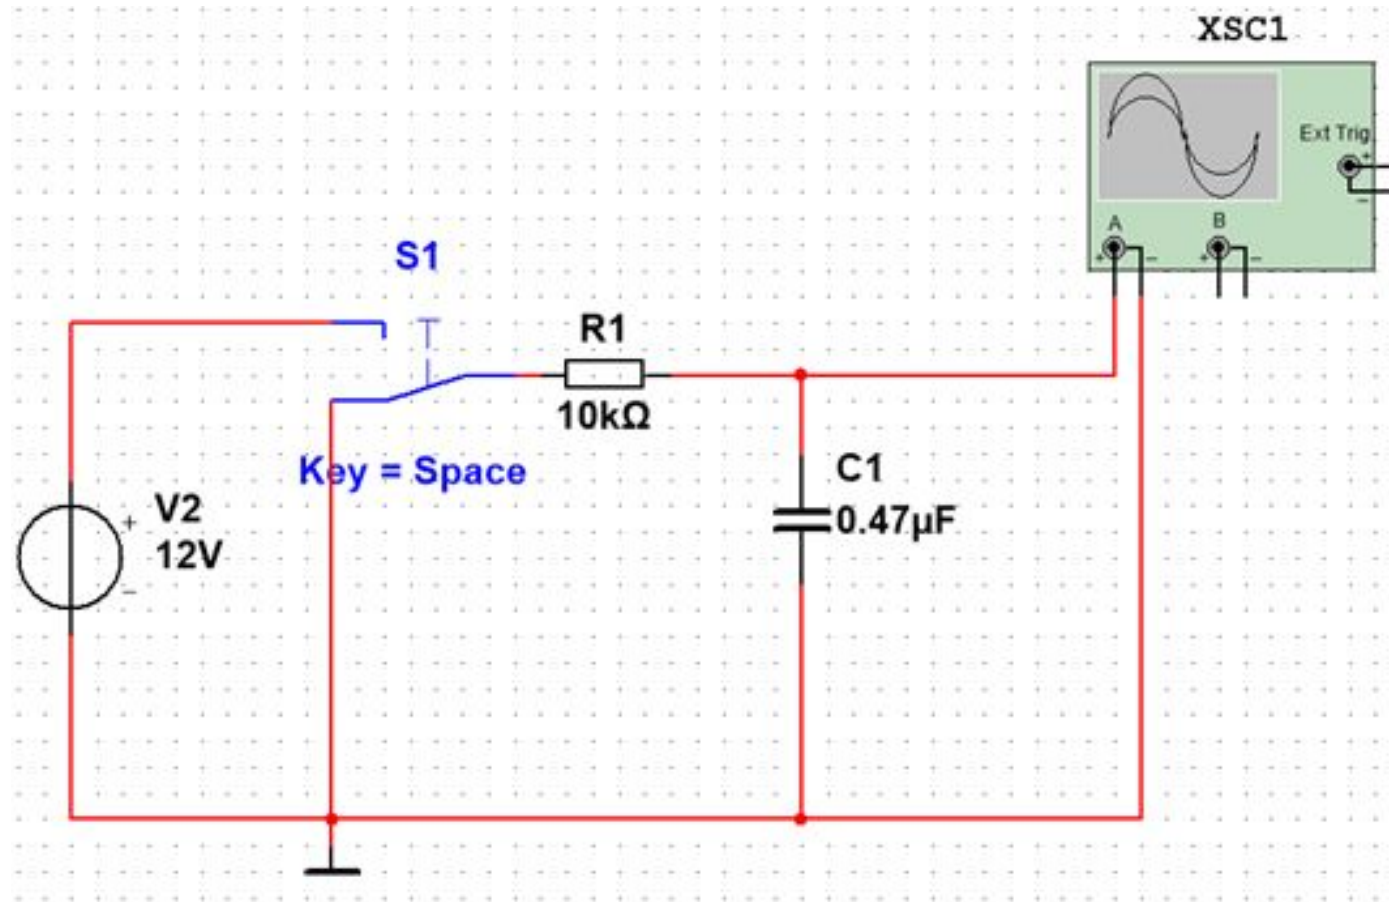 XSC1
Ext Trig
+
−
A
B
+
−
+
−
S1
R1
10kΩ
Key = Space
C1
0.47µF
V2
+
12V
−